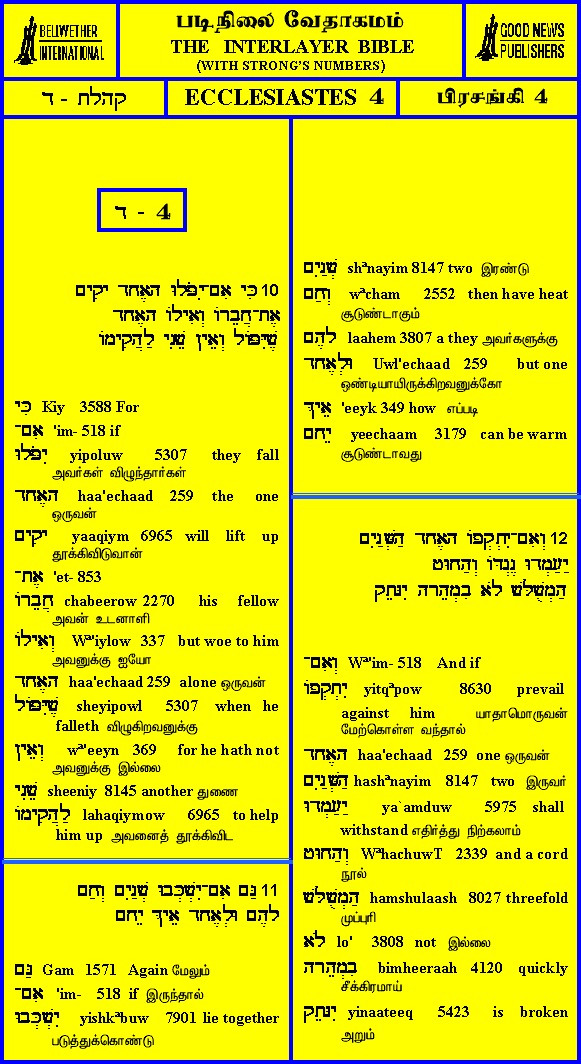 BELLWETHER
INTERNATIONAL
படிநிலை வேதாகமம்
THE INTERLAYER BIBLE
(WITH STRONG'S NUMBERS)
GOOD NEWS
PUBLISHERS
קהלת - ד
ECCLESIASTES 4
பிரசங்கி 4
ד - 4
10 כִּי אִם־יִפֹּלוּ הָאֶחָד יָקִים
אֶת־חֲבֵרוֹ וְאִילוֹ הָאֶחָד
שֶׁיִּפּוֹל וְאֵין שֵׁנִי לַהֲקִימוֹ
כִּי Kiy 3588 For
אִם־ 'im- 518 if
יִפֹּלוּ yipoluw 5307 they fall
அவர்கள் விழுந்தார்கள்
הָאֶחָד haa'echaad 259 the one
ஒருவன்
יָקִים yaaqiym 6965 will lift up
தூக்கிவிடுவான்
אֶת־ 'et- 853
חֲבֵרוֹ chabeerow 2270 his fellow
அவன் உடனாளி
וְאִילוֹ Wª'iylow 337 but woe to him
அவனுக்கு ஐயோ
הָאֶחָד haa'echaad 259 alone ஒருவன்
שֶׁיִּפּוֹל sheyipowl 5307 when he
falleth விழுகிறவனுக்கு
וְאֵין wª'eeyn 369 for he hath not
அவனுக்கு இல்லை
שֵׁנִי sheeniy 8145 another துணை
לַהֲקִימוֹ lahaqiymow 6965 to help
him up அவனைத் தூக்கிவிட
11 גַּם אִם־יִשְׁכְּבוּ שְׁנַיִם וְחַם
לָהֶם וּלְאֶחָד אֵיךְ יֵחָם
גַּם Gam 1571 Again மேலும்
אִם־ 'im- 518 if இருந்தால்
יִשְׁכְּבוּ yishkªbuw 7901 lie together
படுத்துக்கொண்டு
שְׁנַיִם shªnayim 8147 two இரண்டு
וְחַם wªcham 2552 then have heat
சூடுண்டாகும்
לָהֶם laahem 3807 a they அவர்களுக்கு
וּלְאֶחָד Uwl'echaad 259 but one
ஒண்டியாயிருக்கிறவனுக்கோ
אֵיךְ 'eeyk 349 how எப்படி
יֵחָם yeechaam 3179 can be warm
சூடுண்டாவது
12 וְאִם־יִתְקְפוֹ הָאֶחָד הַשְּׁנַיִם
יַעַמְדוּ נֶגְדּוֹ וְהַחוּט
הַמְשֻׁלָּשׁ לֹא בִמְהֵרָה יִנָּתֵק
וְאִם־ Wª'im- 518 And if
יִתְקְפוֹ yitqªpow 8630 prevail
against him யாதாமொருவன்
மேற்கொள்ள வந்தால்
הָאֶחָד haa'echaad 259 one ஒருவன்
הַשְּׁנַיִם hashªnayim 8147 two இருவர்
יַעַמְדוּ ya`amduw 5975 shall
withstand எதிர்த்து நிற்கலாம்
וְהַחוּט WªhachuwT 2339 and a cord
நூல்
הַמְשֻׁלָּשׁ hamshulaash 8027 threefold
முப்புரி
לֹא lo' 3808 not இல்லை
בִמְהֵרָה bimheeraah 4120 quickly
சீக்கிரமாய்
יִנָּתֵק yinaateeq 5423 is broken
அறும்